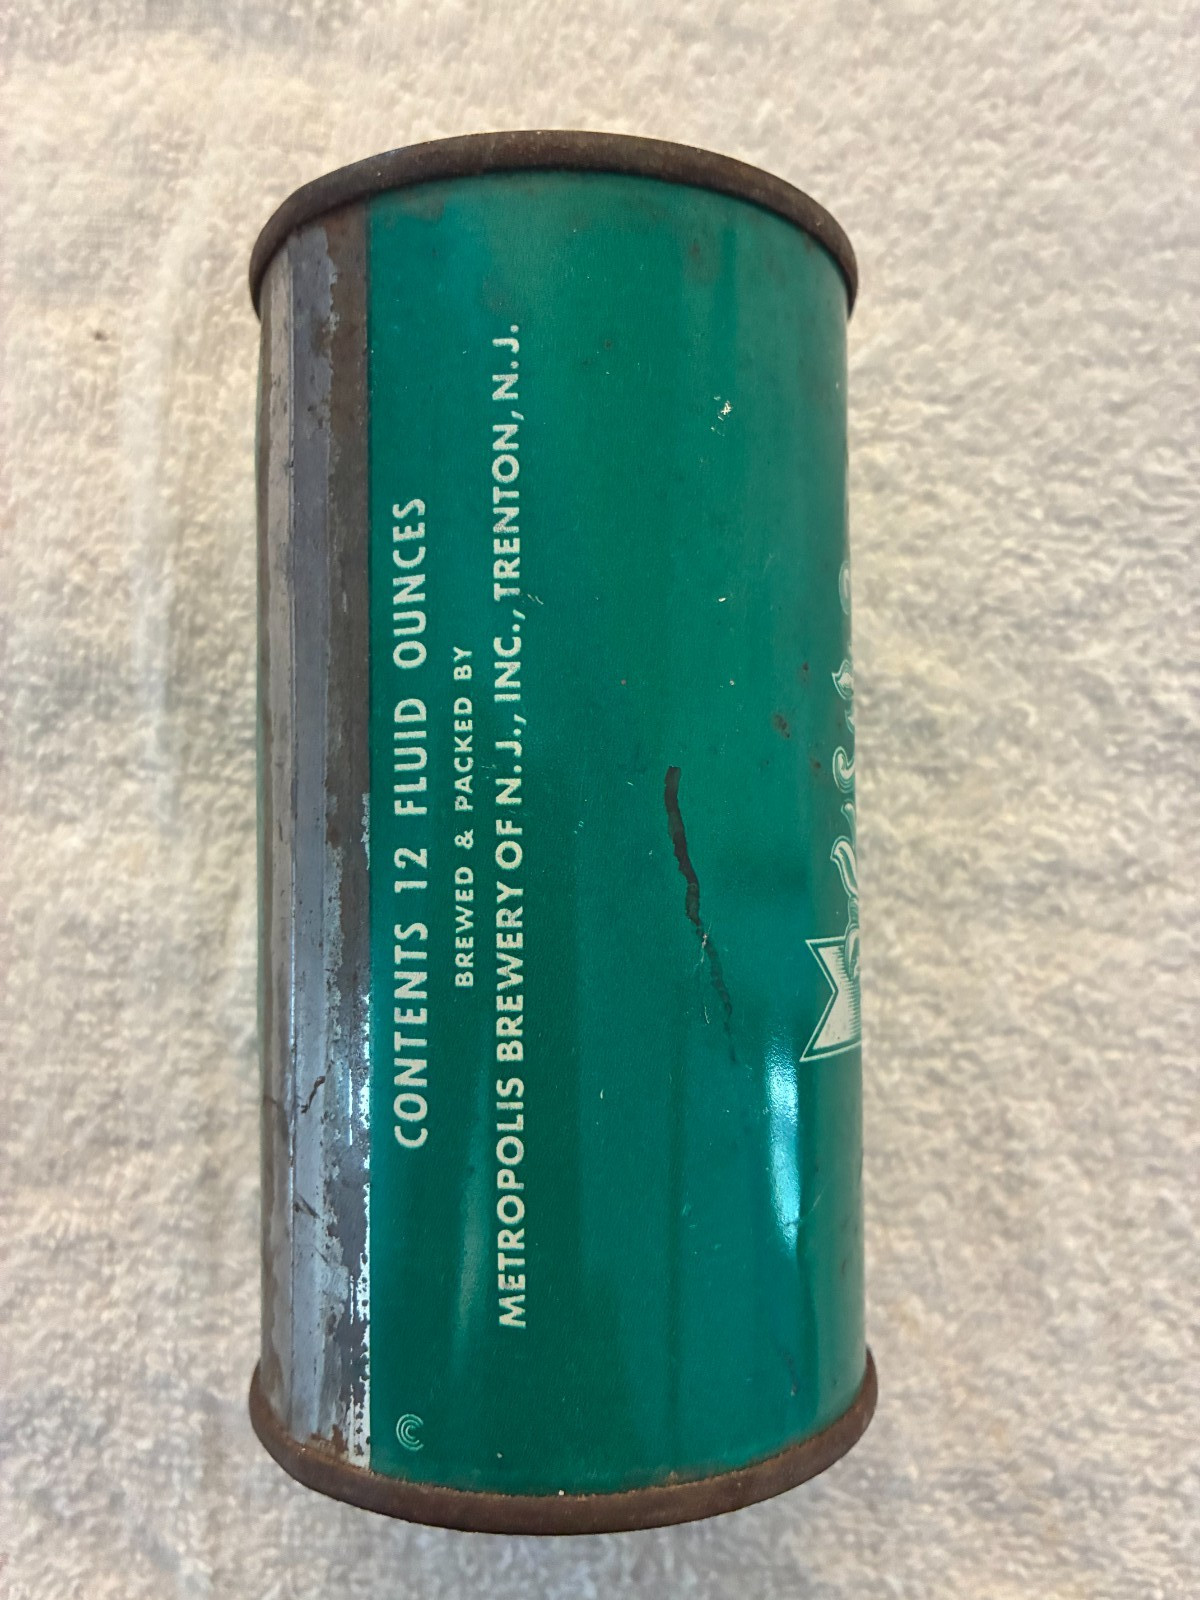 CONTENTS 12 FLUID OUNCES
BREWED & PACKED BY
METROPOLIS BREWERY OF N.J., INC., TRENTON, N.J.